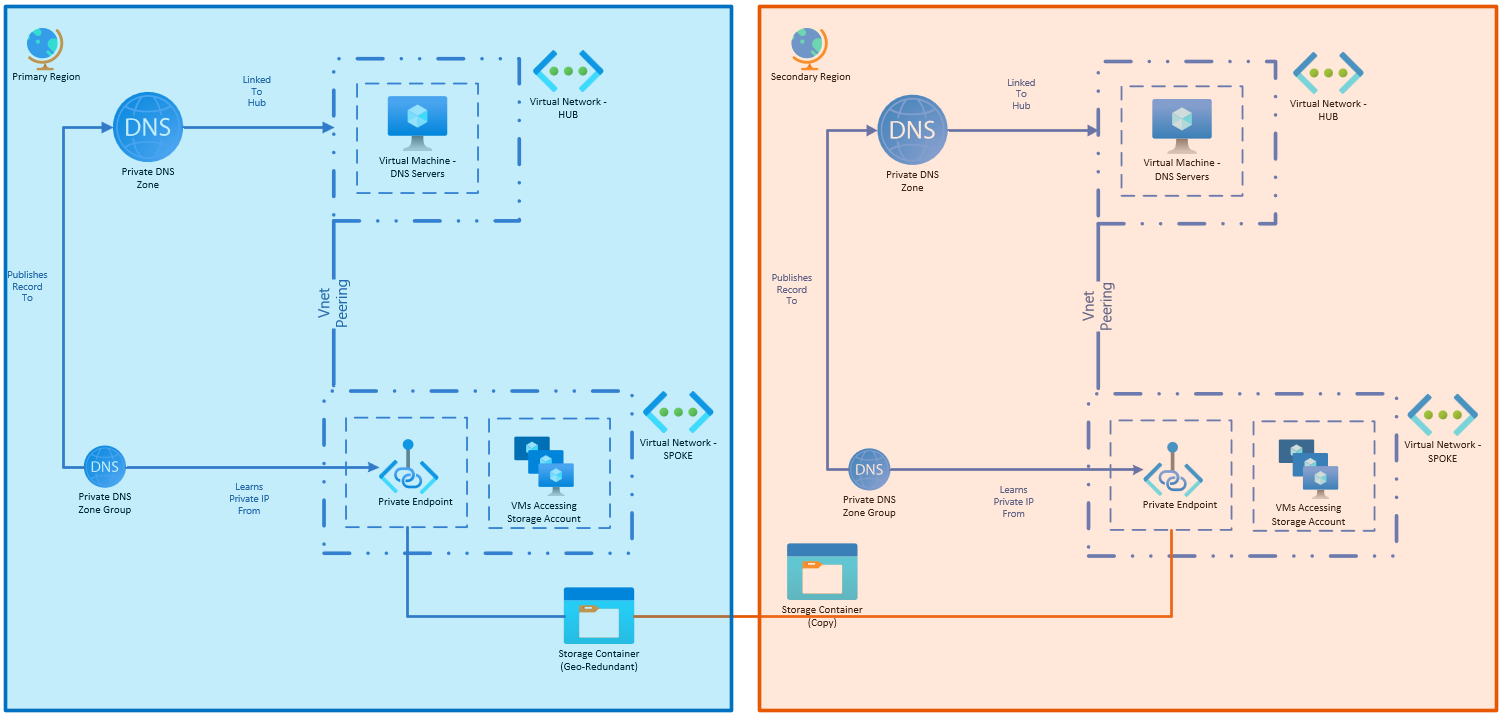 Primary Region
Linked
To
Hub
Virtual Network -
HUB
DNS
Private DNS
Zone
Virtual Machine -
DNS Servers
Publishes
Record
To
Vnet
Peering
DNS
Private DNS
Zone Group
Learns
Private IP
From
Private Endpoint
VMs Accessing
Storage Account
Virtual Network -
SPOKE
Storage Container
(Geo-Redundant)
Secondary Region
Linked
To
Hub
Virtual Network -
HUB
DNS
Private DNS
Zone
Virtual Machine -
DNS Servers
Publishes
Record
To
Vnet
Peering
DNS
Private DNS
Zone Group
Learns
Private IP
From
Private Endpoint
VMs Accessing
Storage Account
Virtual Network -
SPOKE
Storage Container
(Copy)